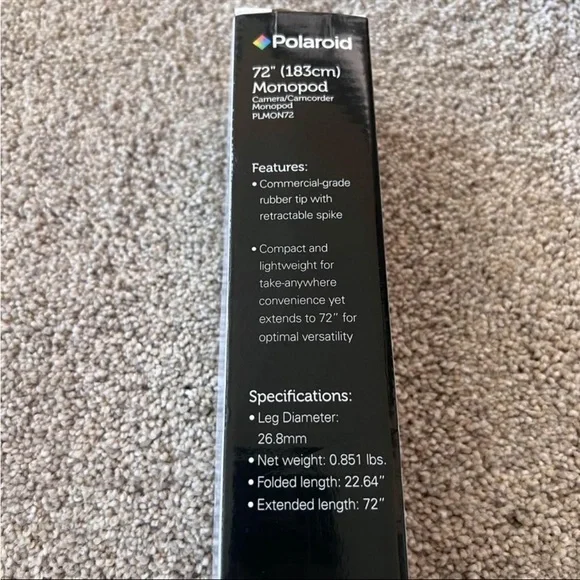 Polaroid
72" (183cm)
Monopod
Camera/Camcorder
Monopod
PLMON72
Features:
• Commercial-grade
rubber tip with
retractable spike
• Compact and
lightweight for
take-anywhere
convenience yet
extends to 72” for
optimal versatility
Specifications:
• Leg Diameter:
26.8mm
• Net weight: 0.851 lbs.
• Folded length: 22.64”
• Extended length: 72”